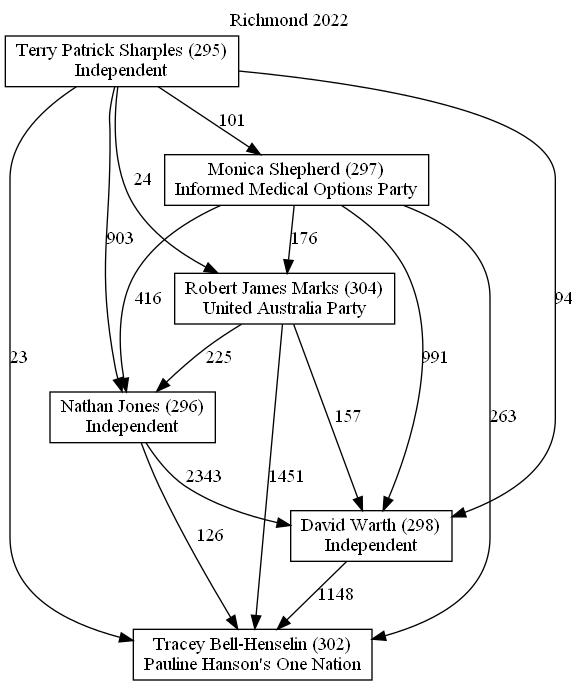 Richmond 2022
Terry Patrick Sharples (295)
Independent
101
Monica Shepherd (297)
Informed Medical Options Party
24
903
176
416
94
Robert James Marks (304)
United Australia Party
23
225
991
Nathan Jones (296)
Independent
157
263
2343
1451
126
David Warth (298)
Independent
1148
Tracey Bell-Henselin (302)
Pauline Hanson's One Nation